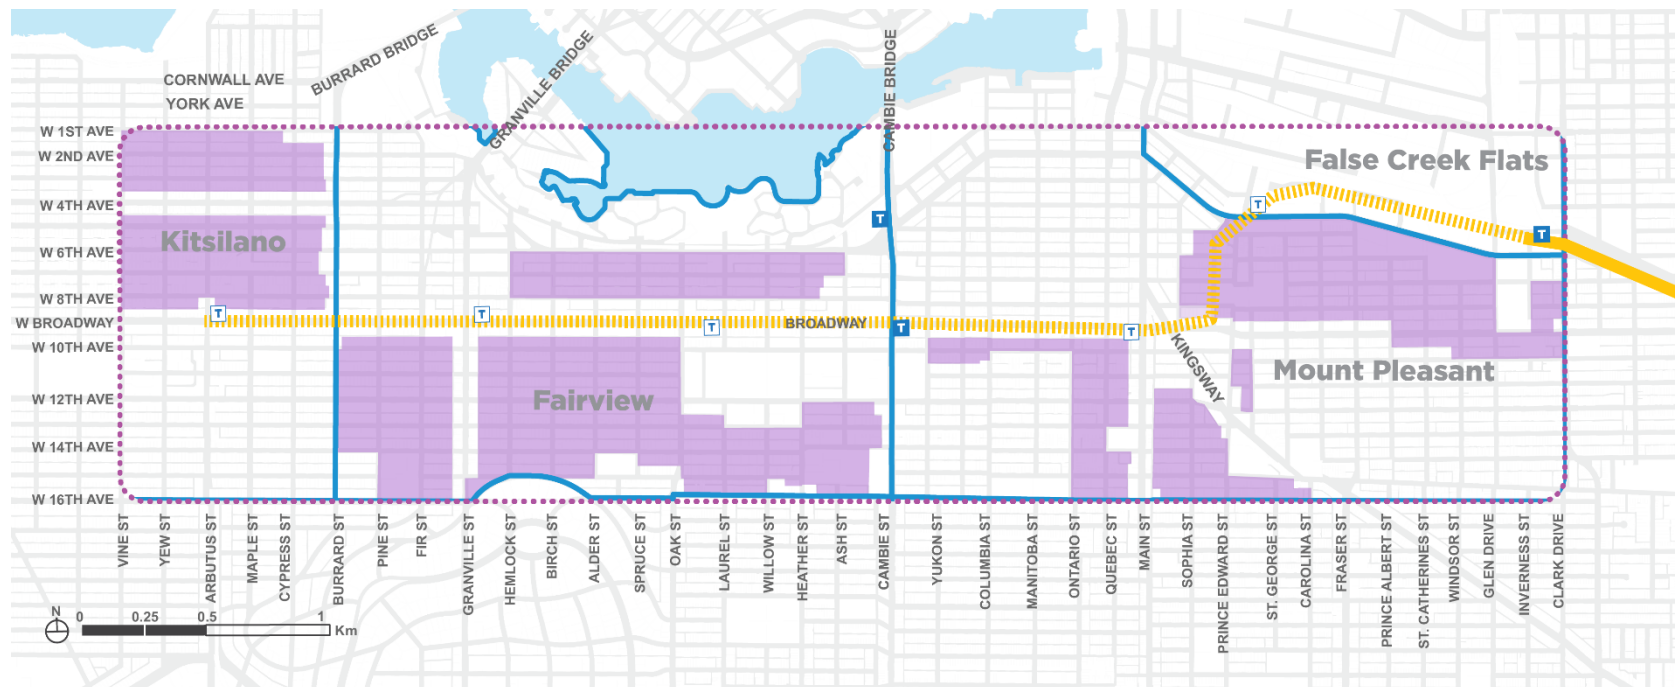 CORNWALL AVE
YORK AVE
BURRARD BRIDGE
GRANVILLE BRIDGE
CAMBIE BRIDGE
W 1ST AVE
W 2ND AVE
W 4TH AVE
W 6TH AVE
W 8TH AVE
W BROADWAY
W 10TH AVE
W 12TH AVE
W 14TH AVE
W 16TH AVE
Kitsilano
False Creek Flats
Fairview
Mount Pleasant
BROADWAY
KINGSWAY
T
T
T
T
T
T
T
T
VINE ST
YEW ST
ARBUTUS ST
MAPLE ST
CYPRESS ST
BURRARD ST
PINE ST
FIR ST
GRANVILLE ST
HEMLOCK ST
BIRCH ST
ALDER ST
SPRUCE ST
OAK ST
LAUREL ST
WILLOW ST
HEATHER ST
ASH ST
CAMBIE ST
YUKON ST
COLUMBIA ST
MANITOBA ST
ONTARIO ST
QUEBEC ST
MAIN ST
SOPHIA ST
PRINCE EDWARD ST
ST. GEORGE ST
CAROLINA ST
FRASER ST
PRINCE ALBERT ST
ST. CATHERINES ST
WINDSOR ST
GLEN DRIVE
INVERNESS ST
CLARK DRIVE
N
0 0.25 0.5 1
Km